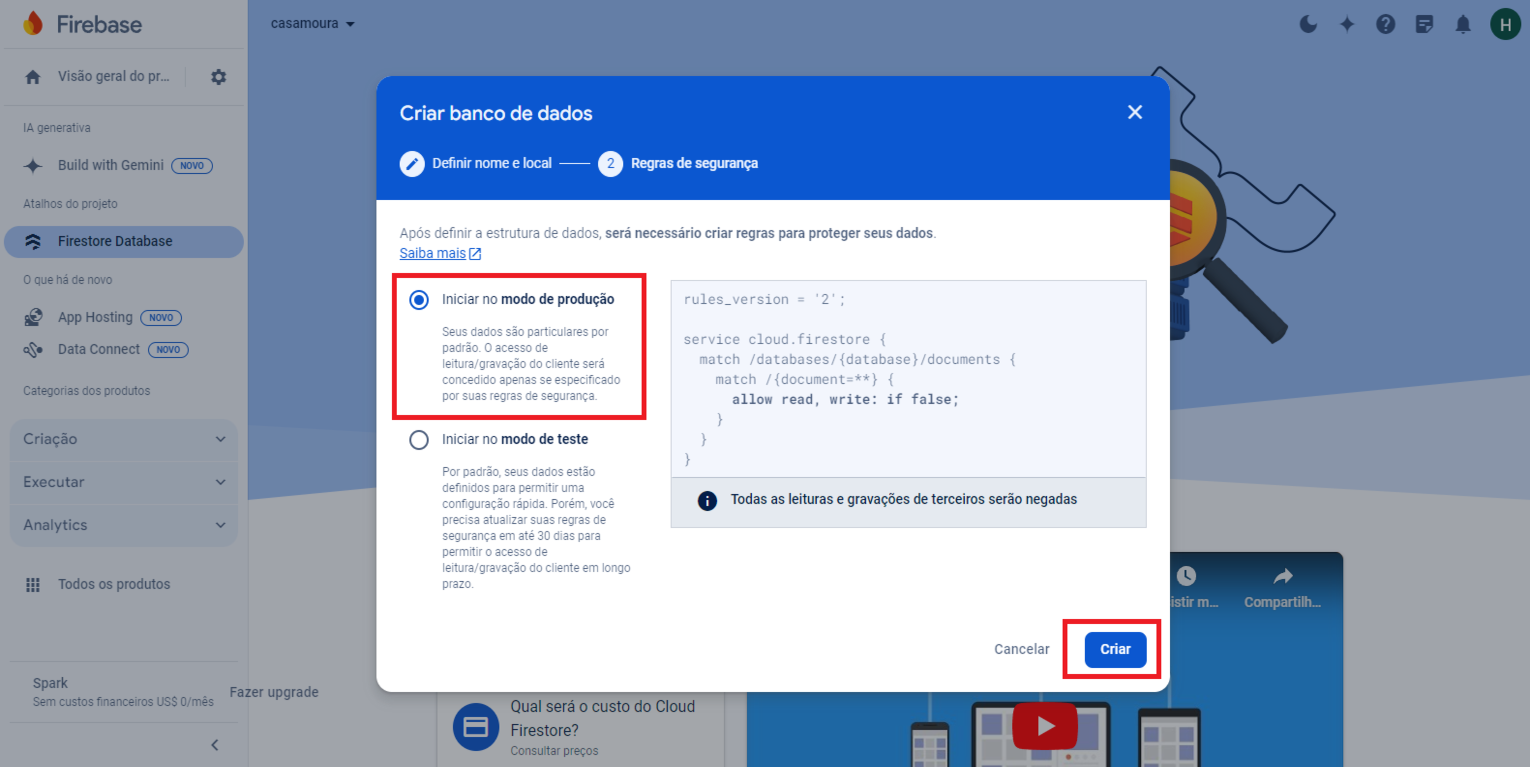 Firebase
casamoura
H
Visão geral do pr...
IA generativa
Build with Gemini NOVO
Atalhos do projeto
Firestore Database
O que há de novo
App Hosting NOVO
Data Connect NOVO
Categorias dos produtos
Criação
Executar
Analytics
Todos os produtos
Spark
Sem custos financeiros US$ 0/mês
Fazer upgrade
Criar banco de dados
Definir nome e local
2 Regras de segurança
Após definir a estrutura de dados, será necessário criar regras para proteger seus dados.
Saiba mais
Iniciar no modo de produção
Seus dados são particulares por
padrão. O acesso de
leitura/gravação do cliente será
concedido apenas se especificado
por suas regras de segurança.
Iniciar no modo de teste
Por padrão, seus dados estão
definidos para permitir uma
configuração rápida. Porém, você
precisa atualizar suas regras de
segurança em até 30 dias para
permitir o acesso de
leitura/gravação do cliente em longo
prazo.
rules_version = '2';
service cloud.firestore {
match /databases/{database}/documents {
match /{document=**} {
allow read, write: if false;
}
}
}
Todas as leituras e gravações de terceiros serão negadas
Cancelar
Criar
istir m...
Compartilh...
Qual será o custo do Cloud
Firestore?
Consultar preços